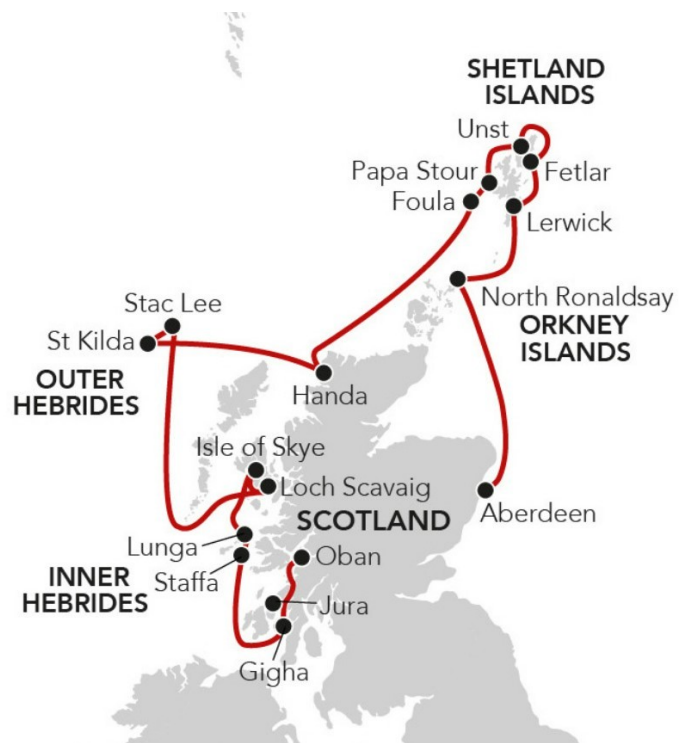 SHETLAND
ISLANDS
Unst
Papa Stour
Fetlar
Foula
Lerwick
North Ronaldsay
ORKNEY
ISLANDS
Stac Lee
St Kilda
OUTER
HEBRIDES
Handa
Isle of Skye
Loch Scavaig
SCOTLAND
Aberdeen
Lunga
Oban
INNER
HEBRIDES
Staffa
Jura
Gigha